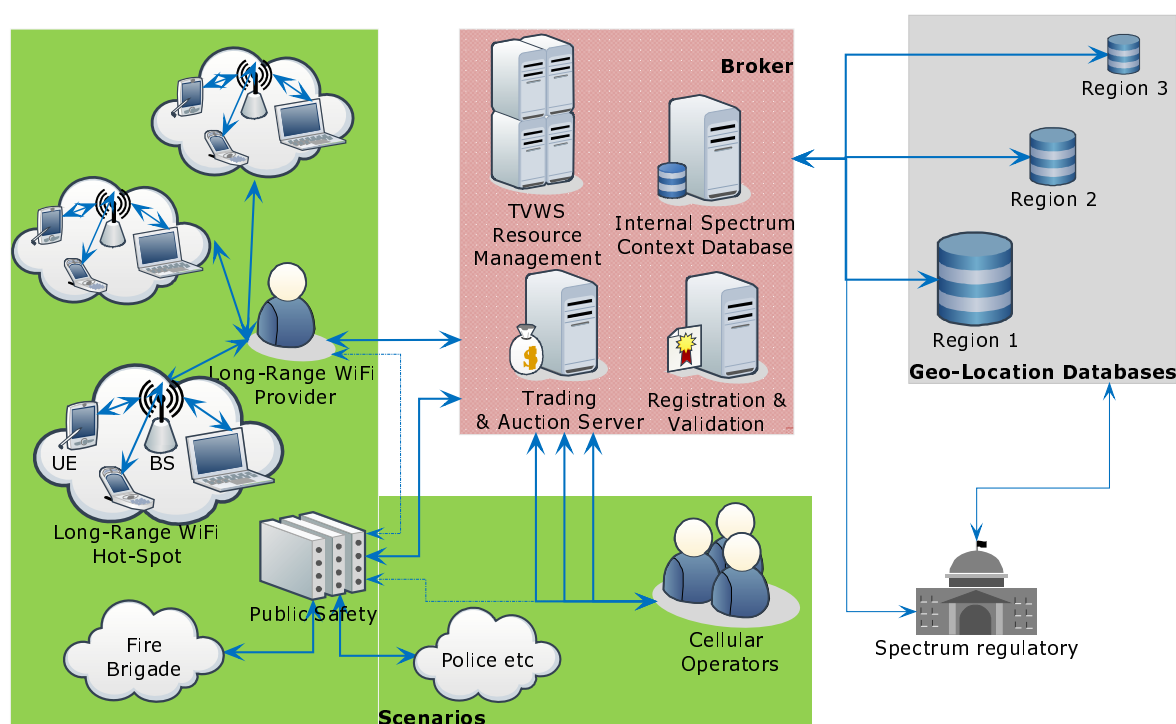 Broker
TVWS
Resource
Management
Internal Spectrum
Context Database
$
Trading
& Auction Server
Registration &
Validation
Region 3
Region 2
Region 1
Geo-Location Databases
Long-Range WiFi
Provider
UE
BS
Long-Range WiFi
Hot-Spot
Public Safety
Fire
Brigade
Police etc
Cellular
Operators
Scenarios
Spectrum regulatory